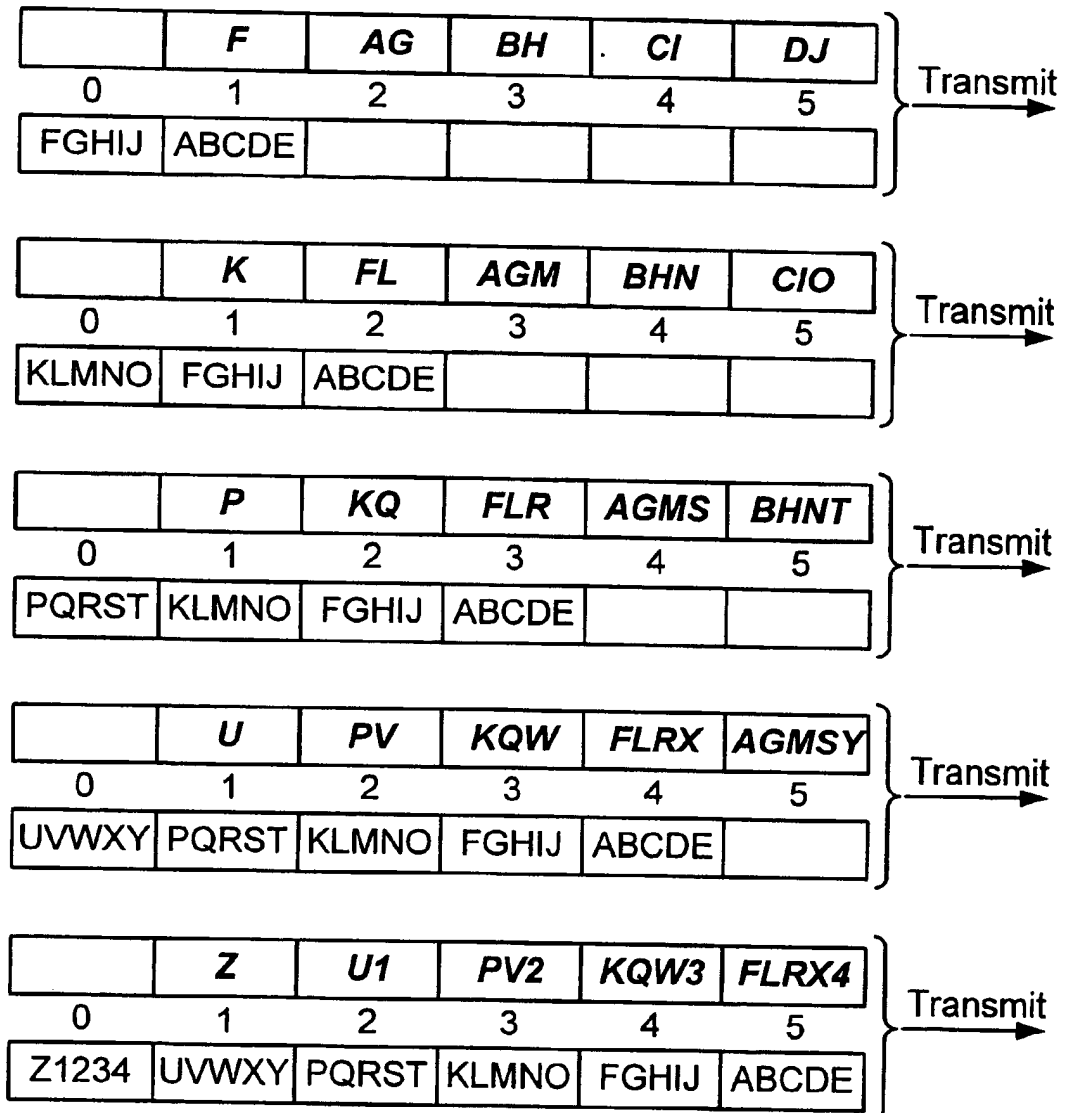 F AG BH CI DJ
Transmit
0 1 2 3 4 5
FGHIJ ABCDE
K FL AGM BHN CIO
Transmit
0 1 2 3 4 5
KLMNO FGHIJ ABCDE
P KQ FLR AGMS BHNT
Transmit
0 1 2 3 4 5
PQRST KLMNO FGHIJ ABCDE
U PV KQW FLRX AGMSY
Transmit
0 1 2 3 4 5
UVWXY PQRST KLMNO FGHIJ ABCDE
Z U1 PV2 KQW3 FLRX4
Transmit
0 1 2 3 4 5
Z1234 UVWXY PQRST KLMNO FGHIJ ABCDE